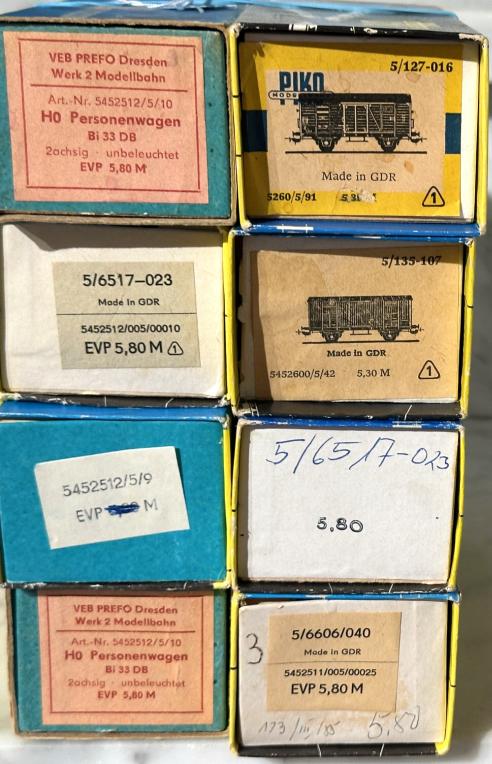 VEB PREFO Dresden
Werk 2 Modellbahn
Art.-Nr. 5452512/5/10
H0 Personenwagen
Bi 33 DB
2achsig · unbeleuchtet
EVP 5,80 M
5/127-016
PIKO
MODE
Made in GDR
5260/5/91
1
5/6517-023
Made in GDR
5452512/005/00010
EVP 5,80 M 1
5/135-107
Made in GDR
5452600/5/42 5,30 M 1
5452512/5/9
EVP M
5/6517-023
5,80
VEB PREFO Dresden
Werk 2 Modellbahn
Art.-Nr. 5452512/5/10
H0 Personenwagen
Bi 33 DB
2achsig · unbeleuchtet
EVP 5,80 M
3
5/6606/040
Made in GDR
5452511/005/00025
EVP 5,80 M
5,80